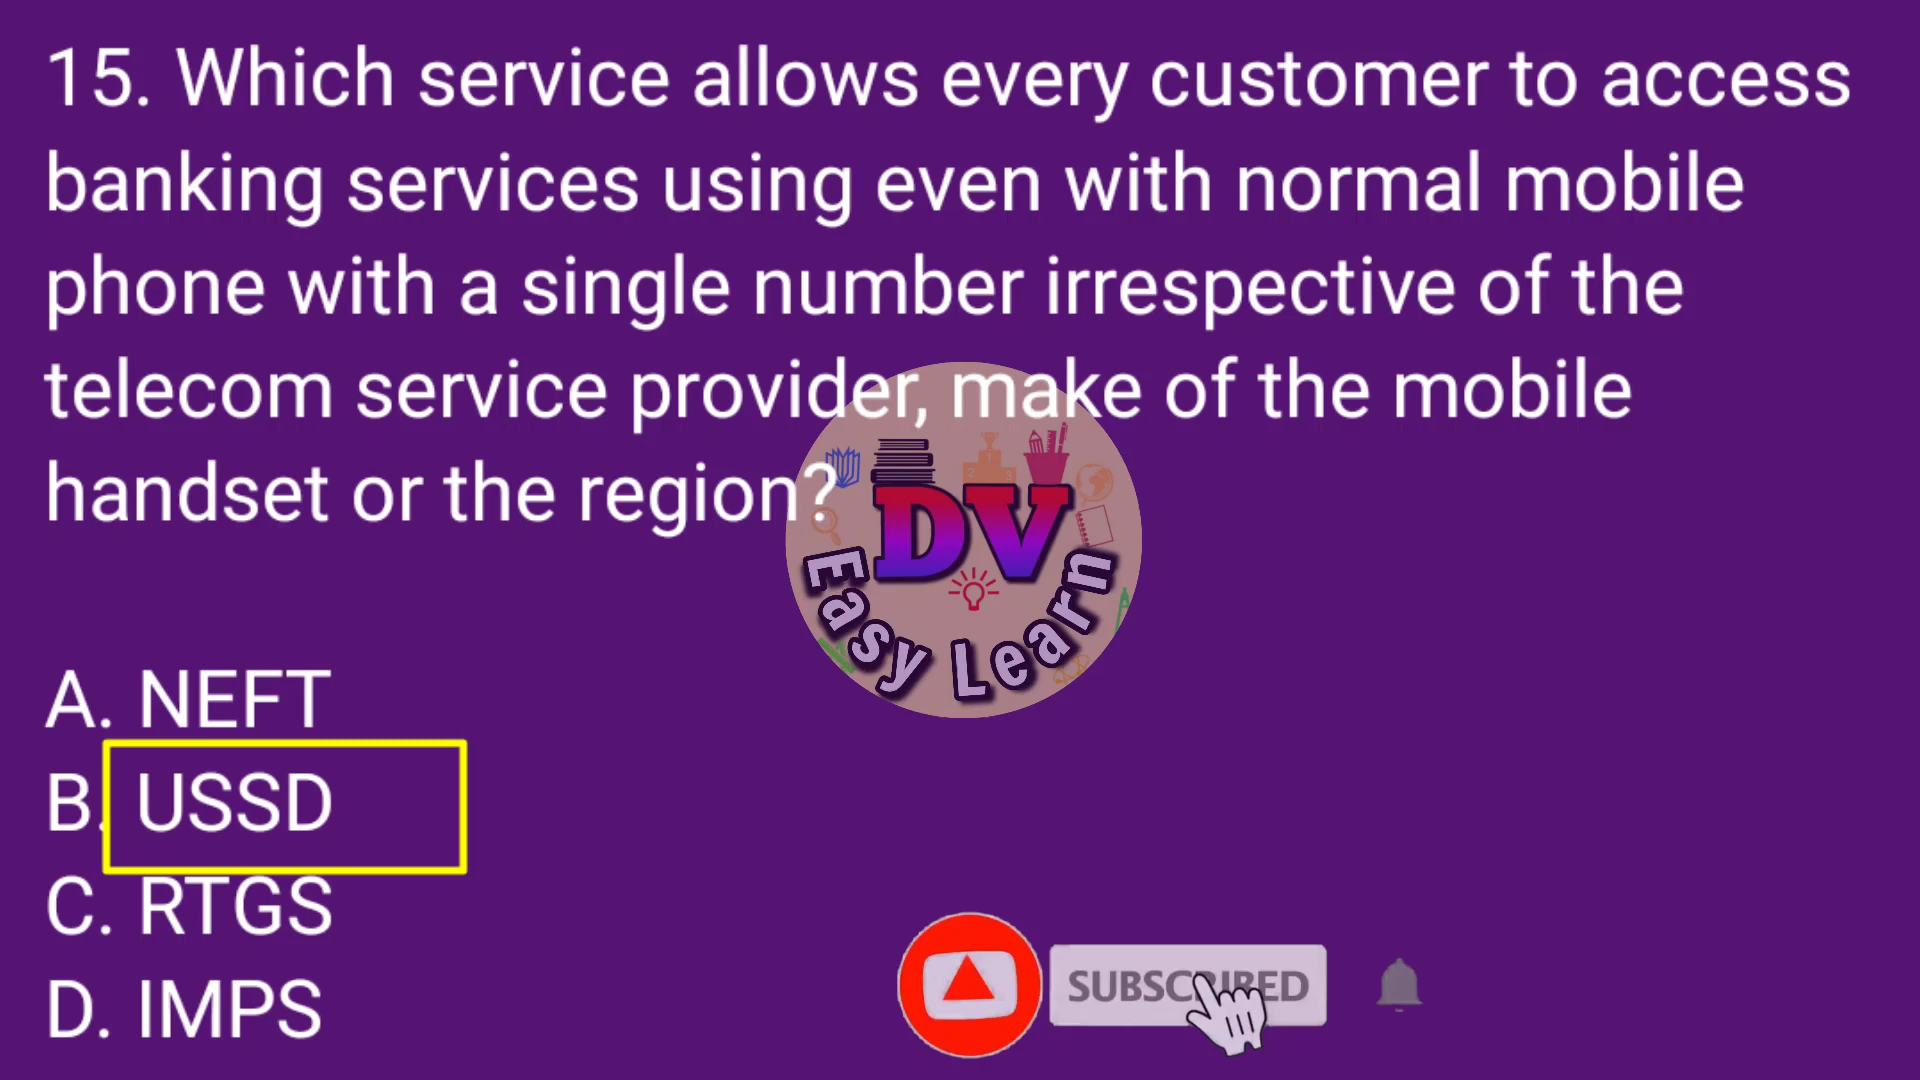 15. Which service allows every customer to access
banking services using even with normal mobile
phone with a single number irrespective of the
telecom service provider, make of the mobile
handset or the region?
DV
Easy Learn
A. NEFT
B. USSD
C. RTGS
D. IMPS
SUBSCRIBED